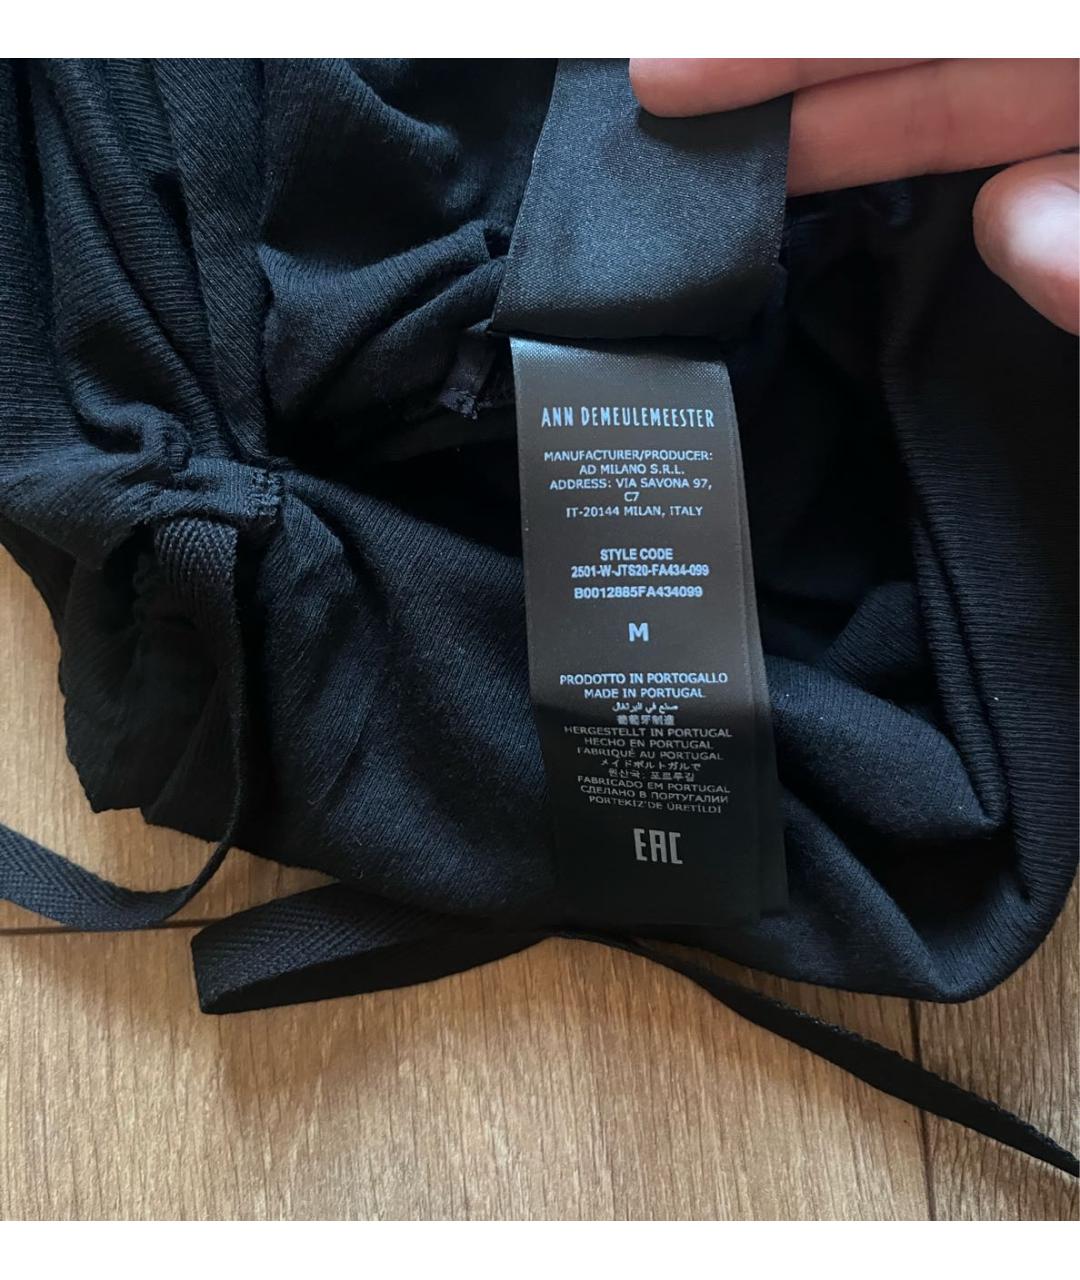 ANN DEMEULEMEESTER
MANUFACTURER/PRODUCER:
AD MILANO S.R.L.
ADDRESS: VIA SAVONA 97,
C7
IT-20144 MILAN, ITALY
STYLE CODE
2501-W-JTS20-FA434-099
B0012885FA434099
M
PRODOTTO IN PORTOGALLO
MADE IN PORTUGAL
صنع في البرتغال
葡萄牙制造
HERGESTELLT IN PORTUGAL
HECHO EN PORTUGAL
FABRIQUÉ AU PORTUGAL
メイドポルトガルで
원산국: 포르투갈
FABRICADO EM PORTUGAL
СДЕЛАНО В ПОРТУГАЛИИ
PORTEKIZ'DE ÜRETİLDİ
EAC